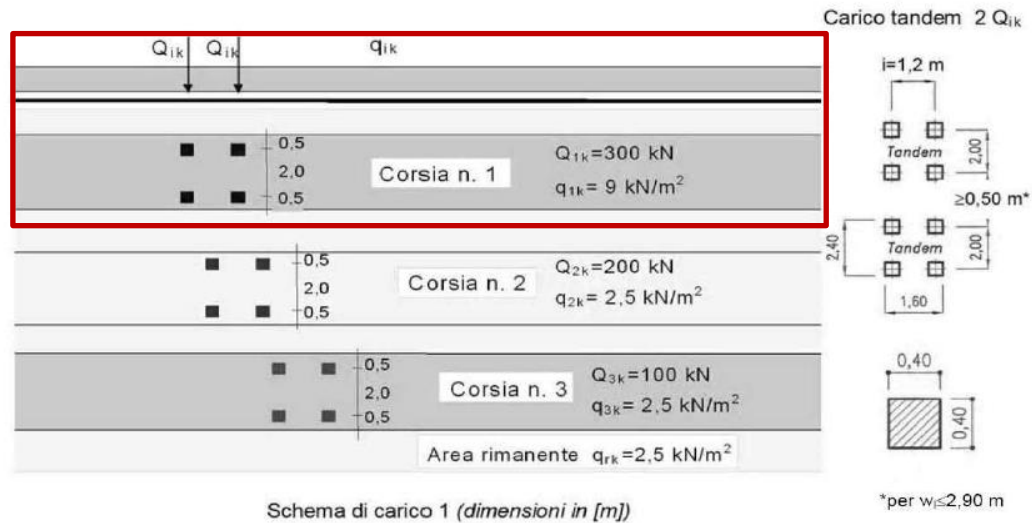 Carico tandem 2 Qik
Qik Qik qik
i=1,2 m
0,5
2,0
0,5
Corsia n. 1
Q1k=300 kN
q1k= 9 kN/m²
Tandem
2,00
≥0,50 m*
0,5
2,0
0,5
Corsia n. 2
Q2k=200 kN
q2k= 2,5 kN/m²
2,40
Tandem
2,00
1,60
0,5
2,0
0,5
Corsia n. 3
Q3k=100 kN
q3k= 2,5 kN/m²
0,40
0,40
Area rimanente qrk=2,5 kN/m²
Schema di carico 1 (dimensioni in [m])
*per wl≤2,90 m